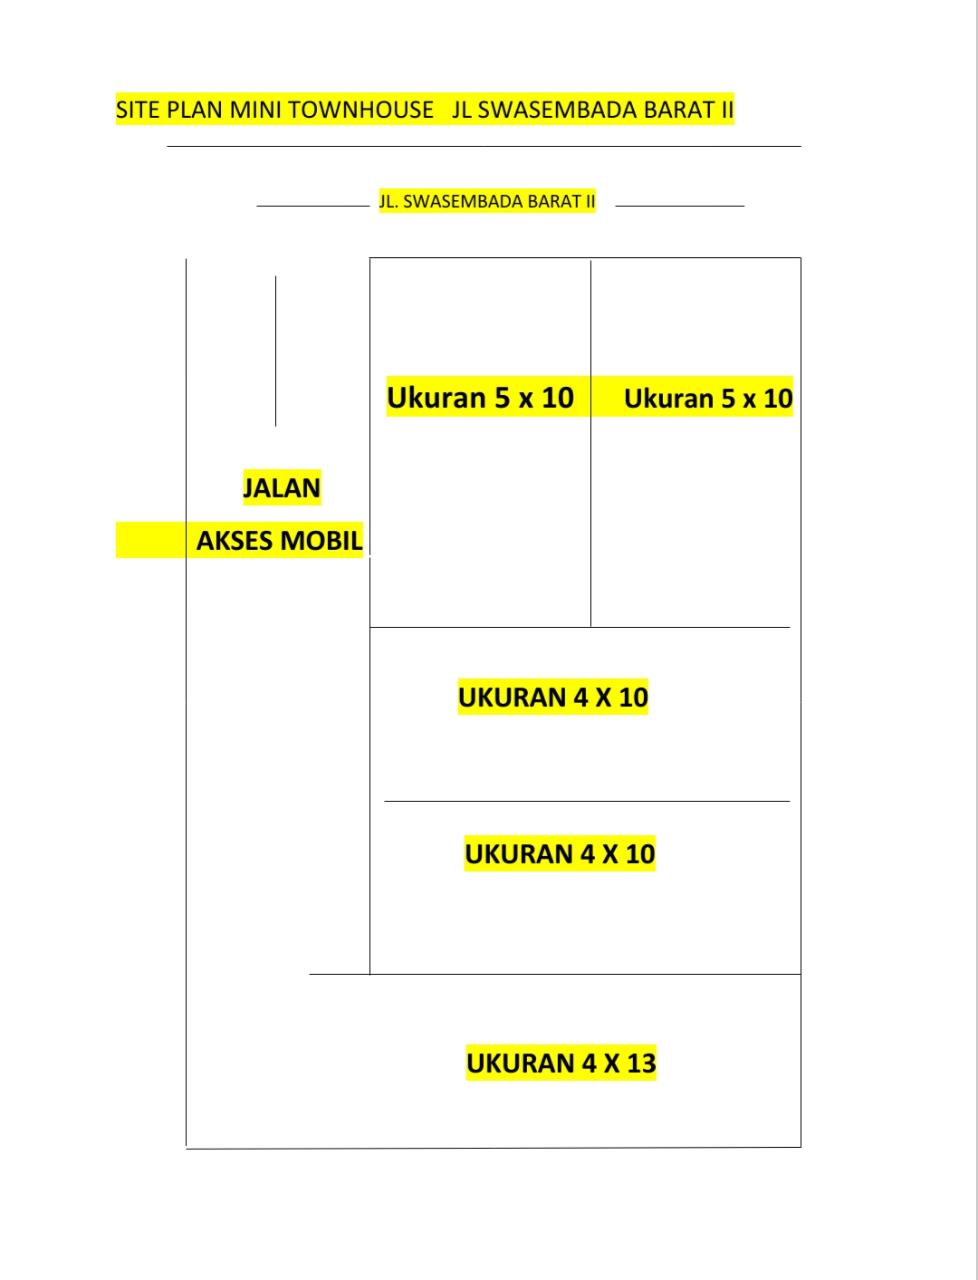 SITE PLAN MINI TOWNHOUSE JL SWASEMBADA BARAT II
JL. SWASEMBADA BARAT II
Ukuran 5 x 10
Ukuran 5 x 10
JALAN
AKSES MOBIL
UKURAN 4 X 10
UKURAN 4 X 10
UKURAN 4 X 13